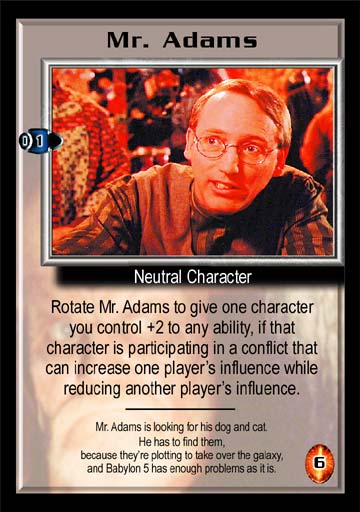 Mr. Adams
D 1
Neutral Character
Rotate Mr. Adams to give one character
you control +2 to any ability, if that
character is participating in a conflict that
can increase one player's influence while
reducing another player's influence.
Mr. Adams is looking for his dog and cat.
He has to find them,
because they're plotting to take over the galaxy,
and Babylon 5 has enough problems as it is.
6